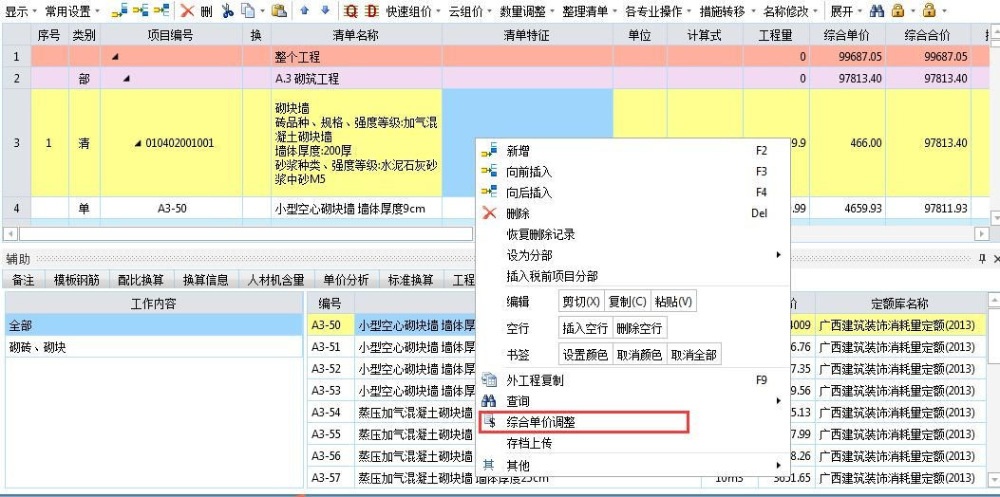 显示 常用设置 删 Q D 快速组价 云组价 数量调整 整理清单 各专业操作 措施转移 名称修改 展开
序号 类别 项目编号 换 清单名称 清单特征 单位 计算式 工程量 综合单价 综合合价
1 整个工程 0 99687.05 99687.05
2 部 A.3 砌筑工程 0 97813.40 97813.40
3 1 清 010402001001 砌块墙
砖品种、规格、强度等级:加气混
凝土砌块墙
墙体厚度:200厚
砂浆种类、强度等级:水泥石灰砂
浆中砂M5
9.9 466.00 97813.40
4 单 A3-50 小型空心砌块墙 墙体厚度9cm .99 4659.93 97811.93
新增 F2
向前插入 F3
向后插入 F4
删除 Del
恢复删除记录
设为分部
插入税前项目分部
编辑 剪切(X) 复制(C) 粘贴(V)
空行 插入空行 删除空行
书签 设置颜色 取消颜色 取消全部
外工程复制 F9
查询
综合单价调整
存档上传
其他
辅助
备注 模板钢筋 配比换算 换算信息 人材机含量 单价分析 标准换算 工程
工作内容
全部
砌砖、砌块
编号 价 定额库名称
A3-50 小型空心砌块墙 墙体厚 4009 广西建筑装饰消耗量定额(2013)
A3-51 小型空心砌块墙 墙体厚 6.76 广西建筑装饰消耗量定额(2013)
A3-52 小型空心砌块墙 墙体厚 7.35 广西建筑装饰消耗量定额(2013)
A3-53 小型空心砌块墙 墙体厚 9.56 广西建筑装饰消耗量定额(2013)
A3-54 蒸压加气混凝土砌块墙 5.13 广西建筑装饰消耗量定额(2013)
A3-55 蒸压加气混凝土砌块墙 7.99 广西建筑装饰消耗量定额(2013)
A3-56 蒸压加气混凝土砌块墙 8.26 广西建筑装饰消耗量定额(2013)
A3-57 蒸压加气混凝土砌块墙 墙体厚度25cm 10m3 3651.65 广西建筑装饰消耗量定额(2013)